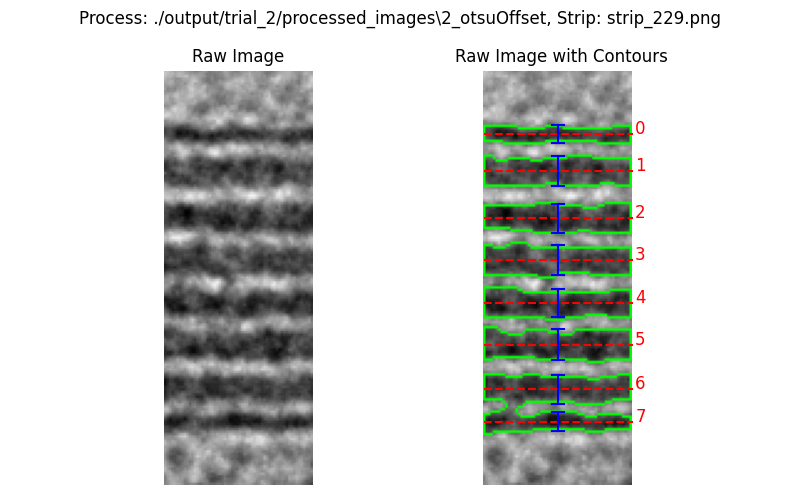 Process: ./output/trial_2/processed_images\2_otsuOffset, Strip: strip_229.png
Raw Image
Raw Image with Contours
0
1
2
3
4
5
6
7